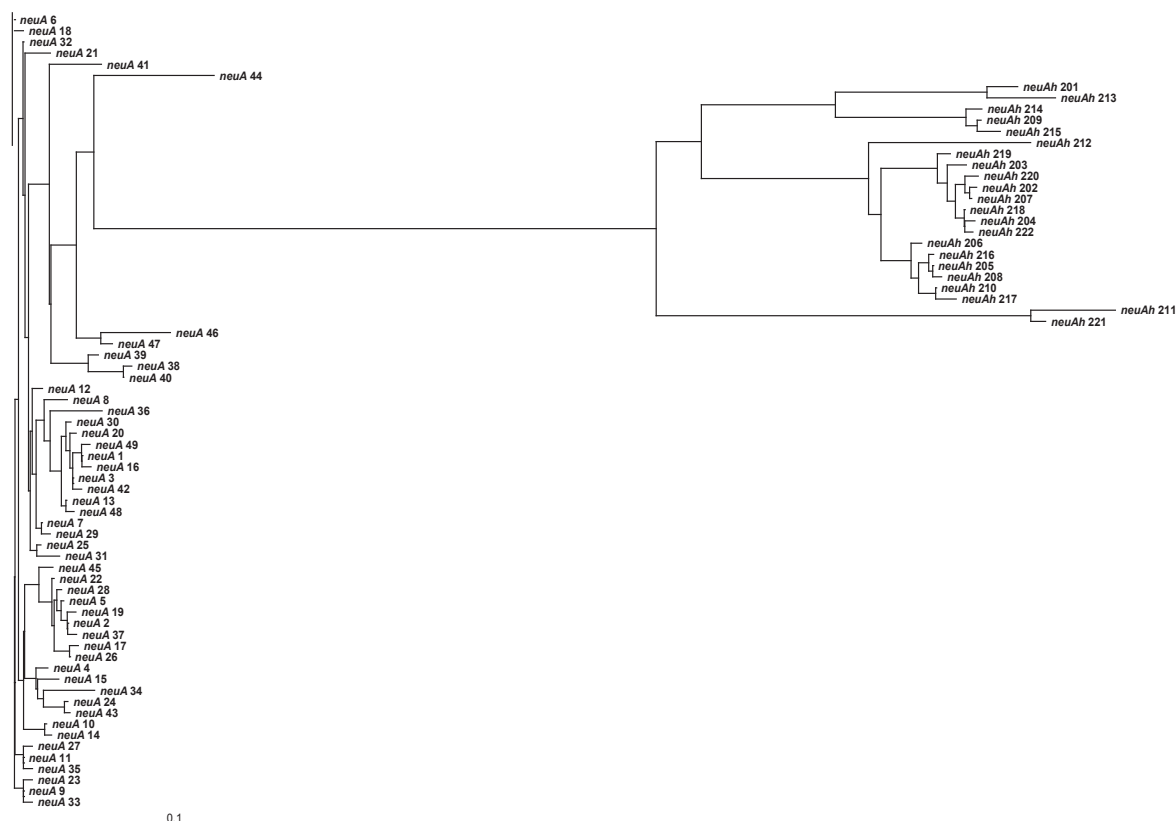 neuA 6
neuA 18
neuA 32
neuA 21
neuA 41
neuA 44
neuAh 201
neuAh 213
neuAh 214
neuAh 209
neuAh 215
neuAh 212
neuAh 219
neuAh 203
neuAh 220
neuAh 202
neuAh 207
neuAh 218
neuAh 204
neuAh 222
neuAh 206
neuAh 216
neuAh 205
neuAh 208
neuAh 210
neuAh 217
neuAh 211
neuAh 221
neuA 46
neuA 47
neuA 39
neuA 38
neuA 40
neuA 12
neuA 8
neuA 36
neuA 30
neuA 20
neuA 49
neuA 1
neuA 16
neuA 3
neuA 42
neuA 13
neuA 48
neuA 7
neuA 29
neuA 25
neuA 31
neuA 45
neuA 22
neuA 28
neuA 5
neuA 19
neuA 2
neuA 37
neuA 17
neuA 26
neuA 4
neuA 15
neuA 34
neuA 24
neuA 43
neuA 10
neuA 14
neuA 27
neuA 11
neuA 35
neuA 23
neuA 9
neuA 33
0.1